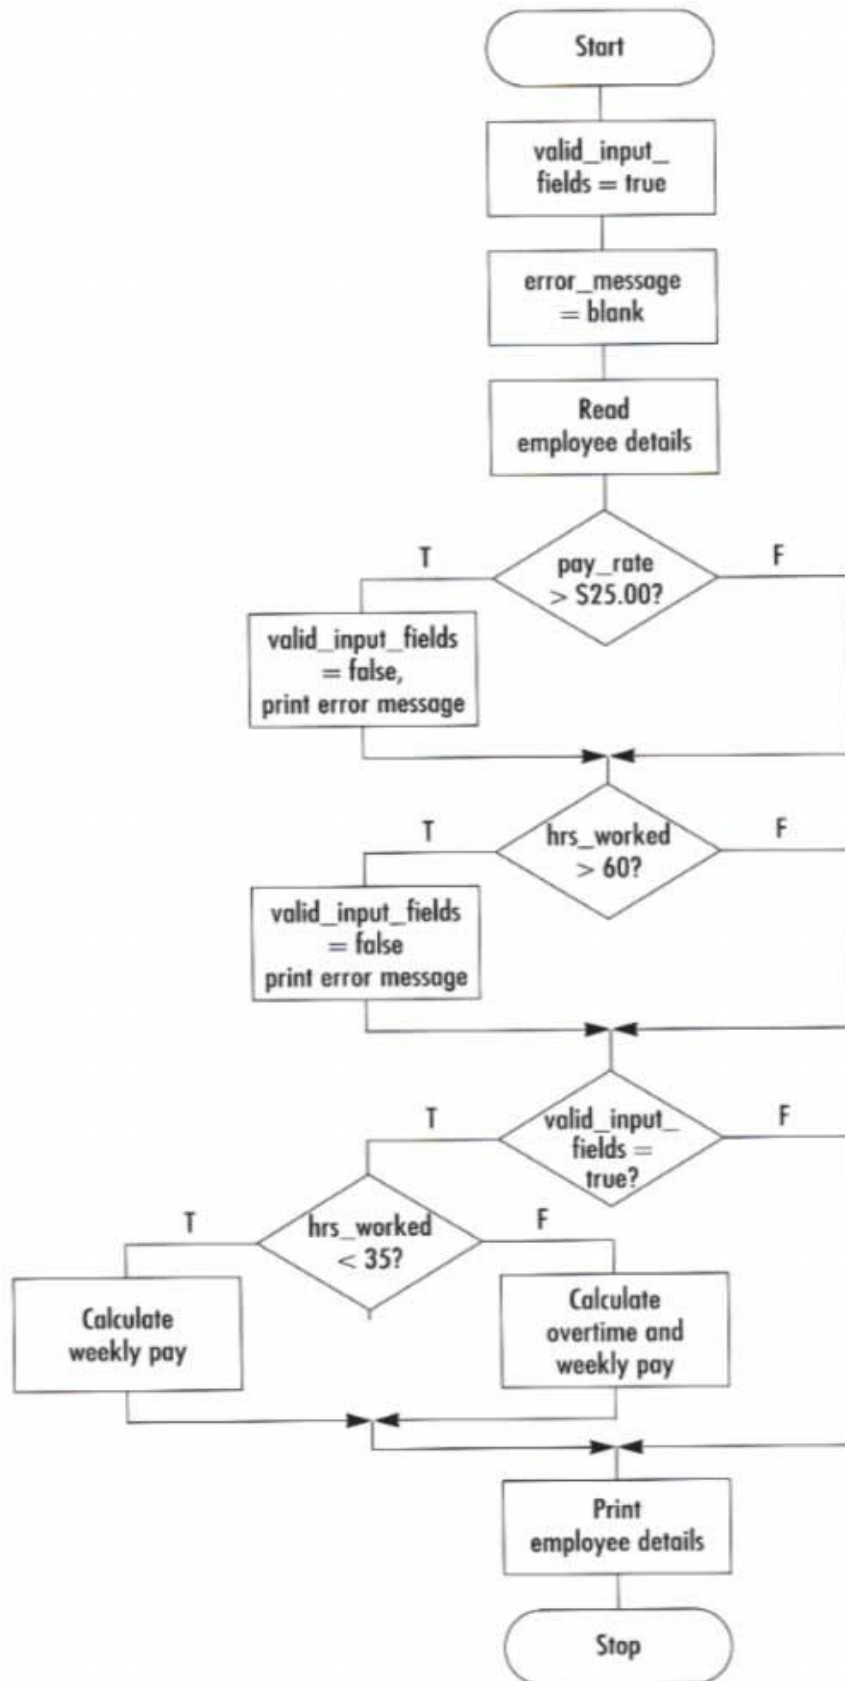 Start
valid_input_
fields = true
error_message
= blank
Read
employee details
T
pay_rate
> $25.00?
F
valid_input_fields
= false,
print error message
T
hrs_worked
> 60?
F
valid_input_fields
= false
print error message
T
valid_input_
fields =
true?
F
T
hrs_worked
< 35?
F
Calculate
weekly pay
Calculate
overtime and
weekly pay
Print
employee details
Stop